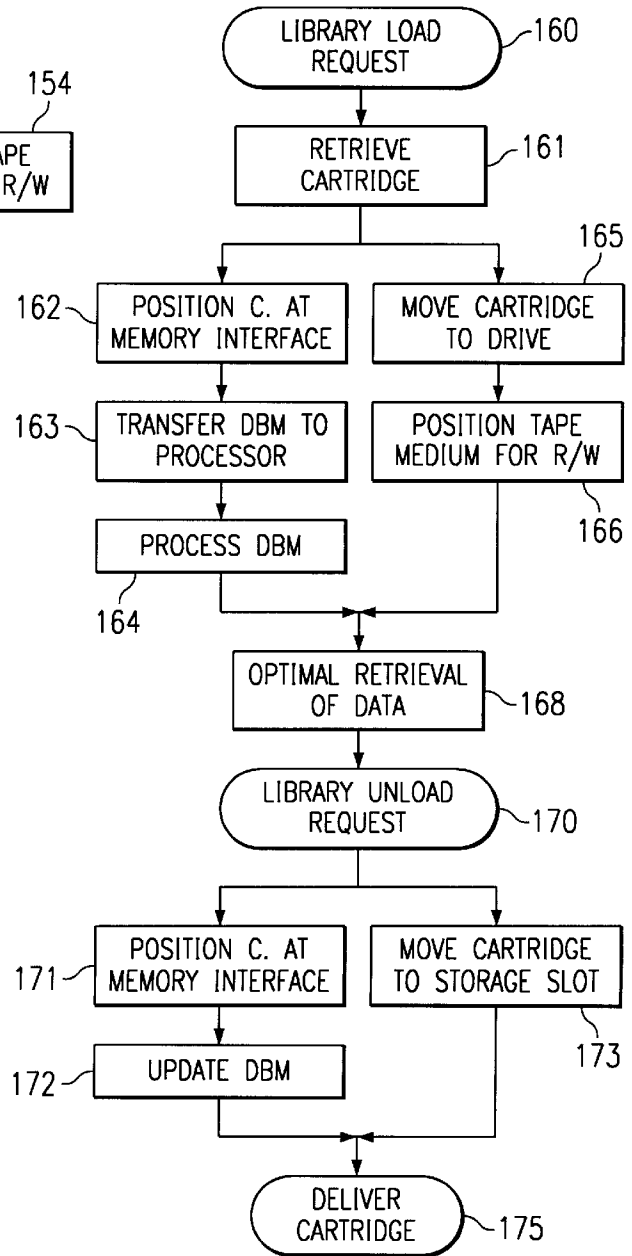 LIBRARY LOAD
REQUEST
160
154
RETRIEVE
CARTRIDGE
161
R/W
165
162
POSITION C. AT
MEMORY INTERFACE
MOVE CARTRIDGE
TO DRIVE
163
TRANSFER DBM TO
PROCESSOR
POSITION TAPE
MEDIUM FOR R/W
166
PROCESS DBM
164
OPTIMAL RETRIEVAL
OF DATA
168
LIBRARY UNLOAD
REQUEST
170
171
POSITION C. AT
MEMORY INTERFACE
MOVE CARTRIDGE
TO STORAGE SLOT
173
172
UPDATE DBM
DELIVER
CARTRIDGE
175